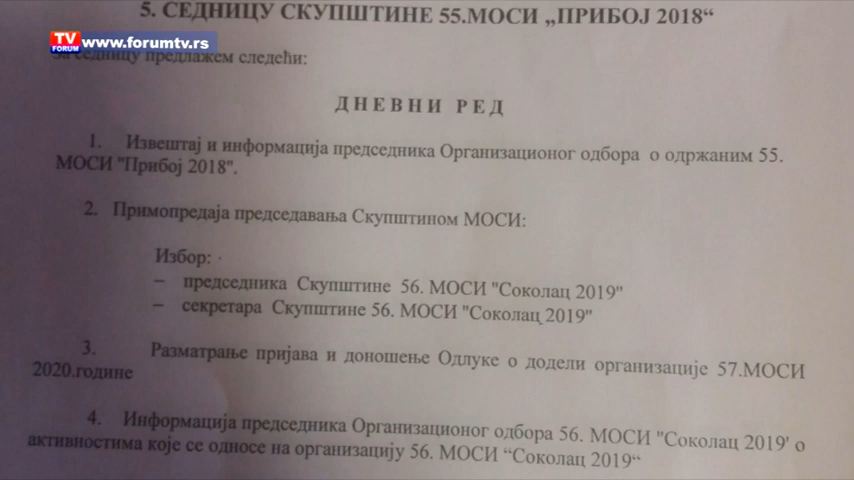 5. СЕДНИЦУ СКУПШТИНЕ 55.МОСИ „ПРИБОЈ 2018“
TV FORUM www.forumtv.rs
За седницу предлажем следећи:
Д Н Е В Н И  Р Е Д
1. Извештај и информација председника Организационог одбора о одржаним 55.
МОСИ "Прибој 2018".
2. Примопредаја председавања Скупштином МОСИ:
Избор:
– председника Скупштине 56. МОСИ "Соколац 2019"
– секретара Скупштине 56. МОСИ "Соколац 2019"
3. Разматрање пријава и доношење Одлуке о додели организације 57.МОСИ
2020.године
4. Информација председника Организационог одбора 56. МОСИ "Соколац 2019' о
активностима које се односе на организацију 56. МОСИ “Соколац 2019“